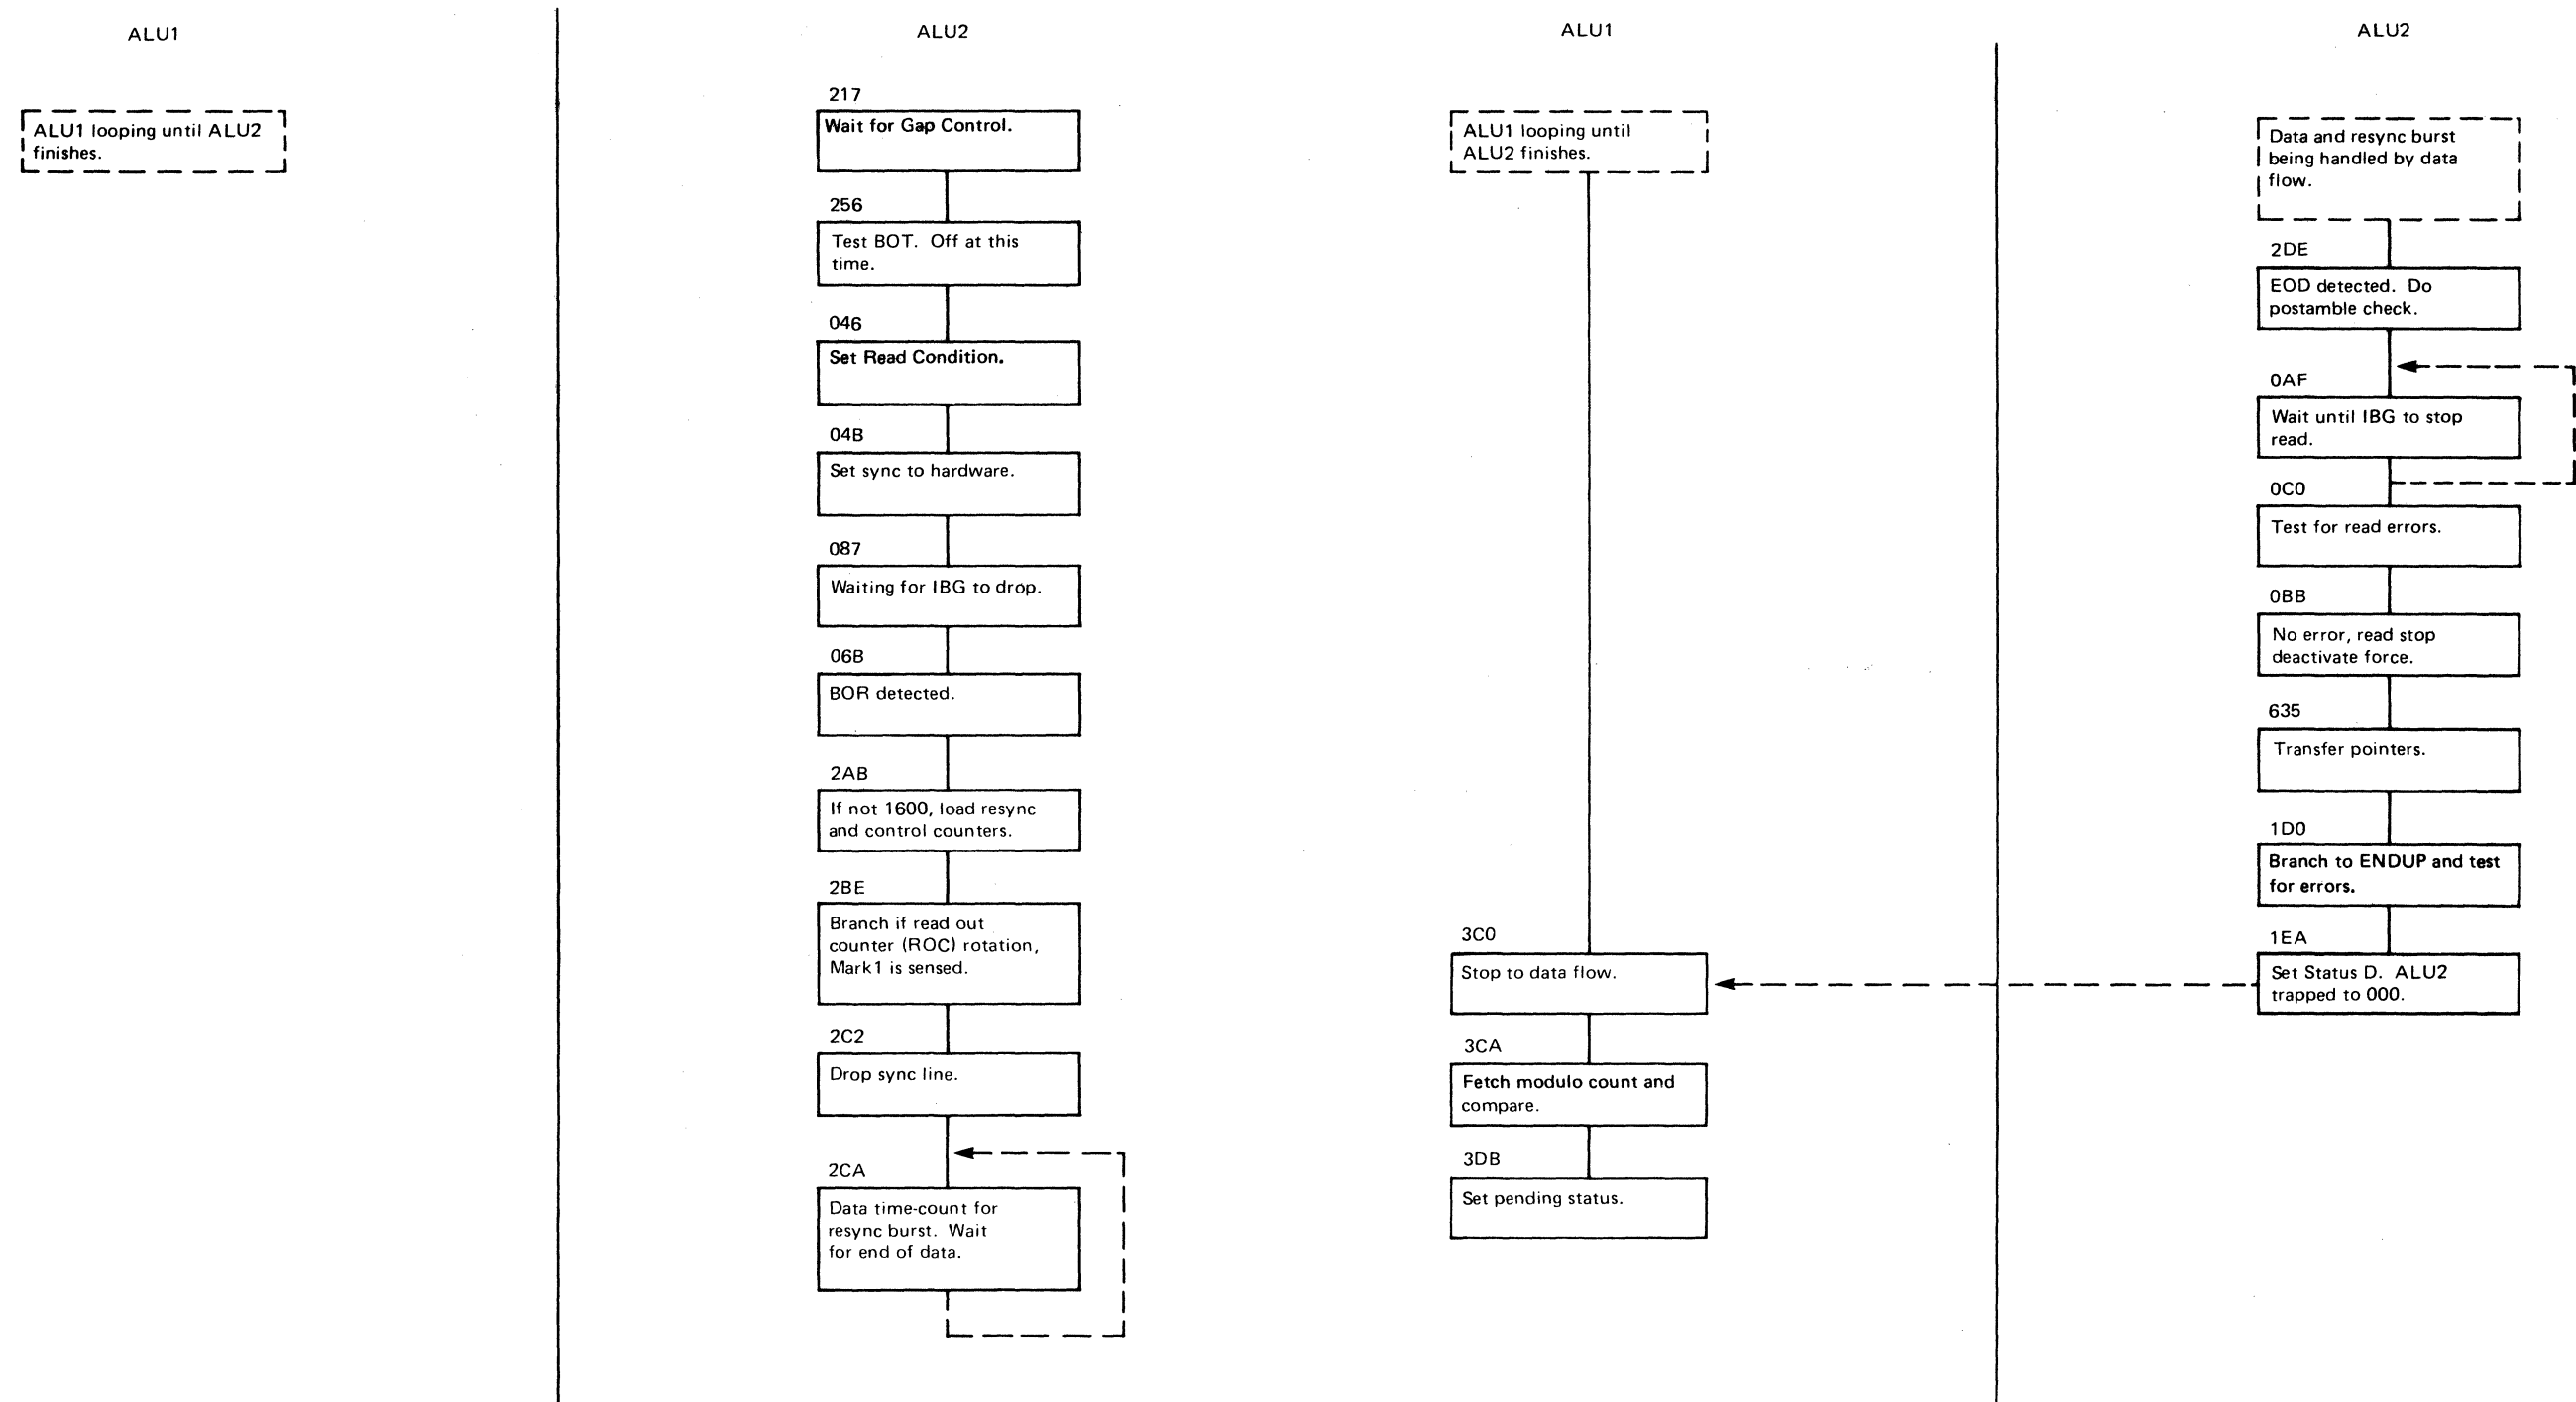 ALU1
ALU1 looping until ALU2
finishes.
ALU2
217
Wait for Gap Control.
256
Test BOT. Off at this
time.
046
Set Read Condition.
04B
Set sync to hardware.
087
Waiting for IBG to drop.
06B
BOR detected.
2AB
If not 1600, load resync
and control counters.
2BE
Branch if read out
counter (ROC) rotation,
Mark1 is sensed.
2C2
Drop sync line.
2CA
Data time-count for
resync burst. Wait
for end of data.
ALU1
ALU1 looping until
ALU2 finishes.
3C0
Stop to data flow.
3CA
Fetch modulo count and
compare.
3DB
Set pending status.
ALU2
Data and resync burst
being handled by data
flow.
2DE
EOD detected. Do
postamble check.
0AF
Wait until IBG to stop
read.
0C0
Test for read errors.
0BB
No error, read stop
deactivate force.
635
Transfer pointers.
1D0
Branch to ENDUP and test
for errors.
1EA
Set Status D. ALU2
trapped to 000.